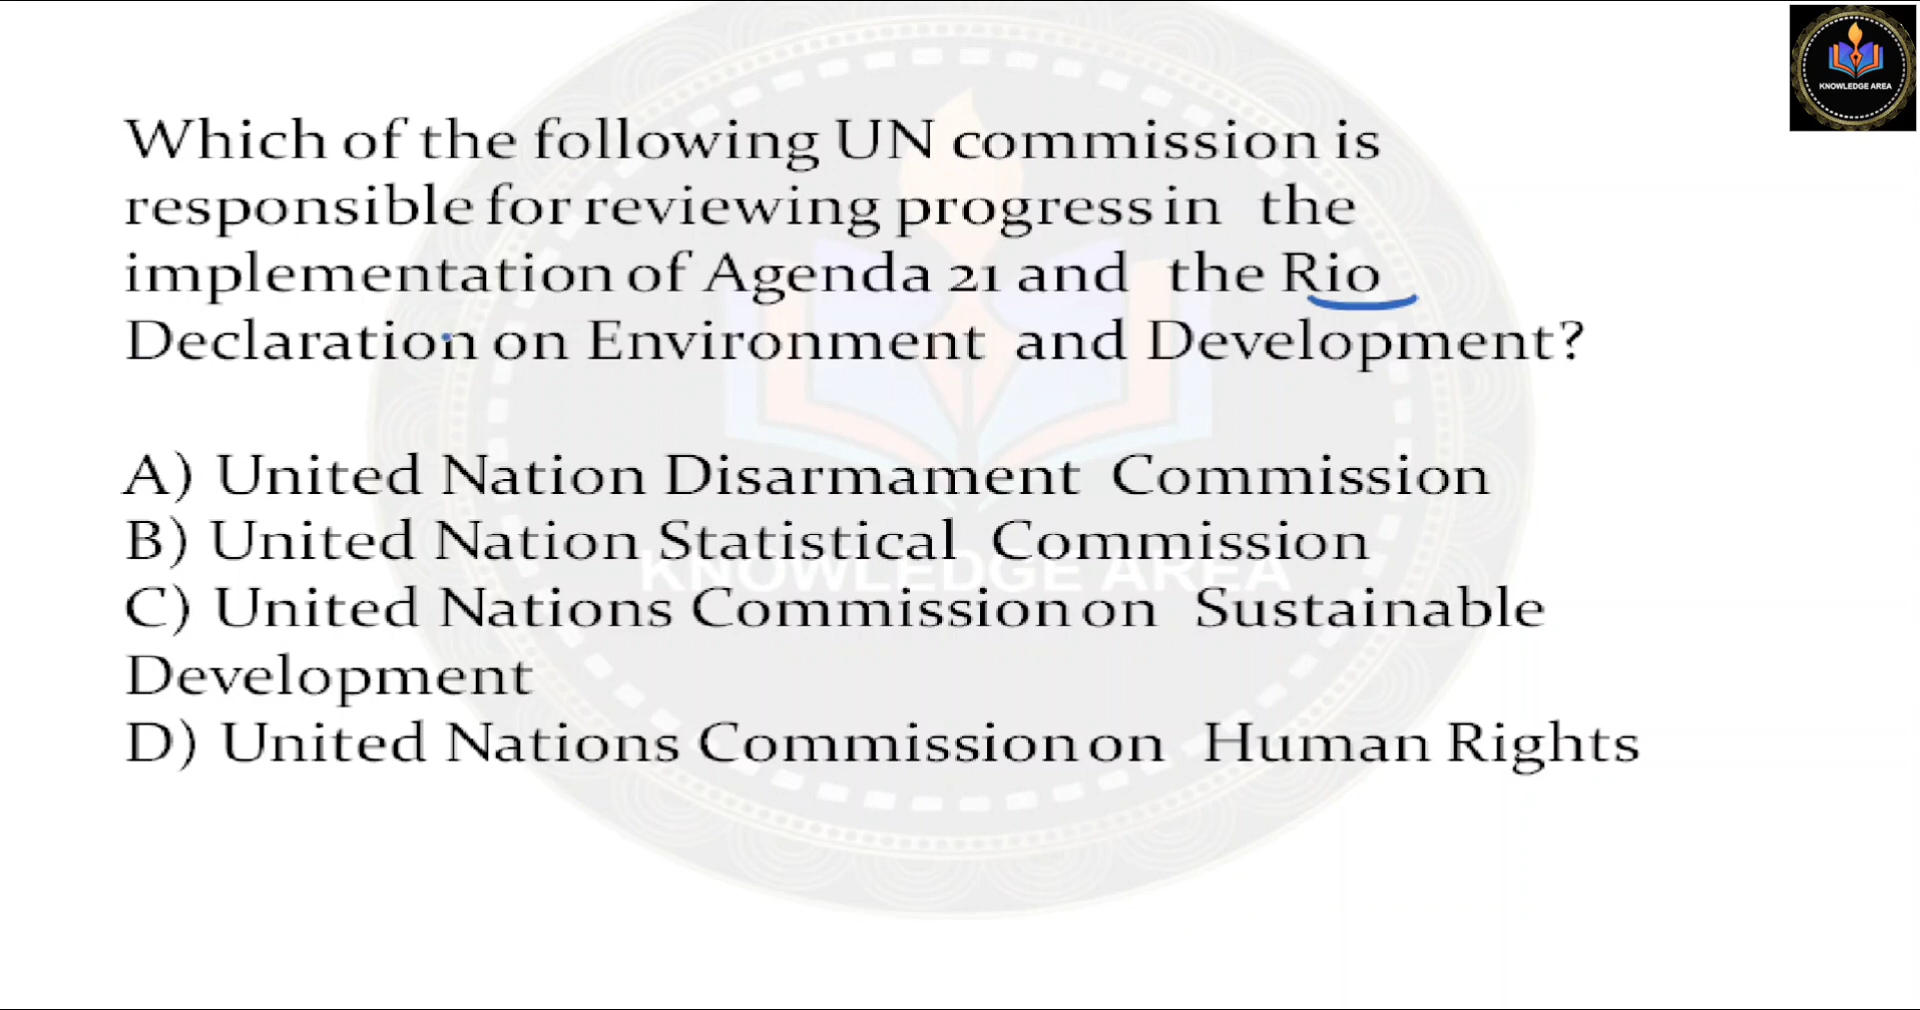 KNOWLEDGE AREA
Which of the following UN commission is
responsible for reviewing progress in the
implementation of Agenda 21 and the Rio
Declaration on Environment and Development?
A) United Nation Disarmament Commission
B) United Nation Statistical Commission
KNOWLEDGE AREA
C) United Nations Commission on Sustainable
Development
D) United Nations Commission on Human Rights